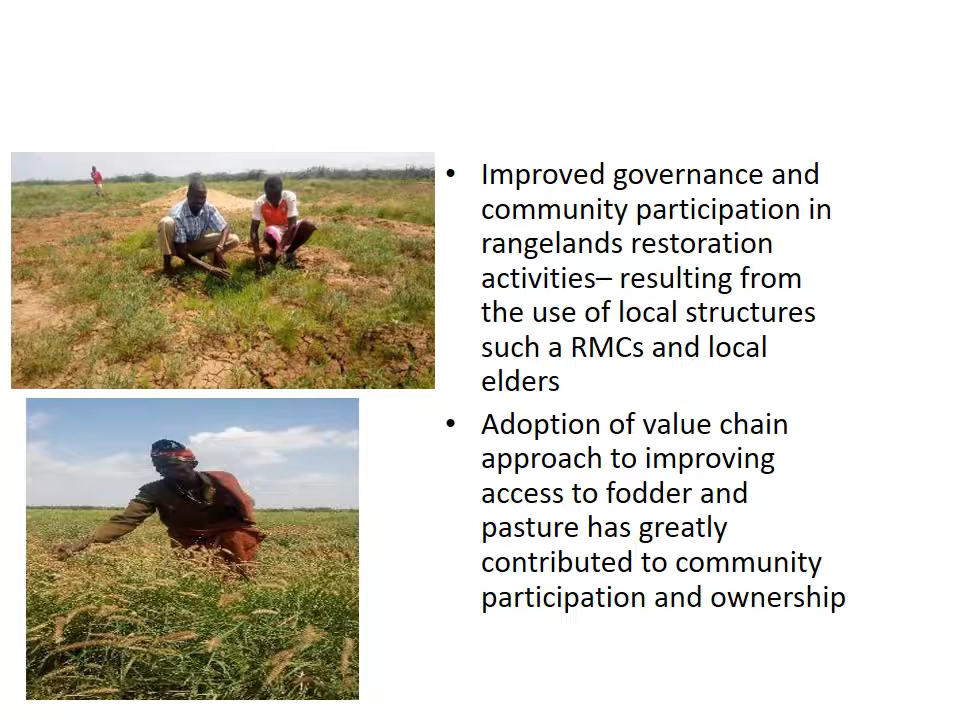 • Improved governance and
community participation in
rangelands restoration
activities– resulting from
the use of local structures
such a RMCs and local
elders
• Adoption of value chain
approach to improving
access to fodder and
pasture has greatly
contributed to community
participation and ownership